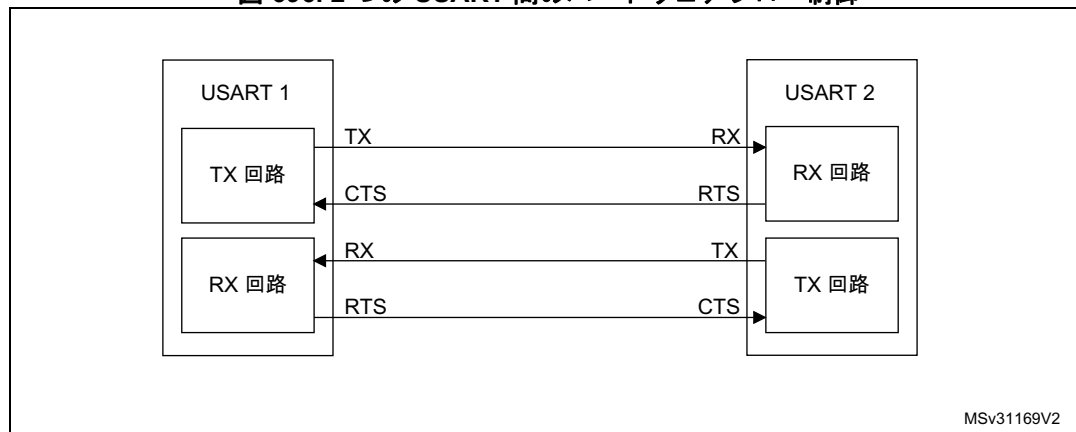 USART 1
USART 2
TX 回路
TX
RX
RX 回路
CTS
RTS
RX 回路
RX
TX
TX 回路
RTS
CTS
MSv31169V2